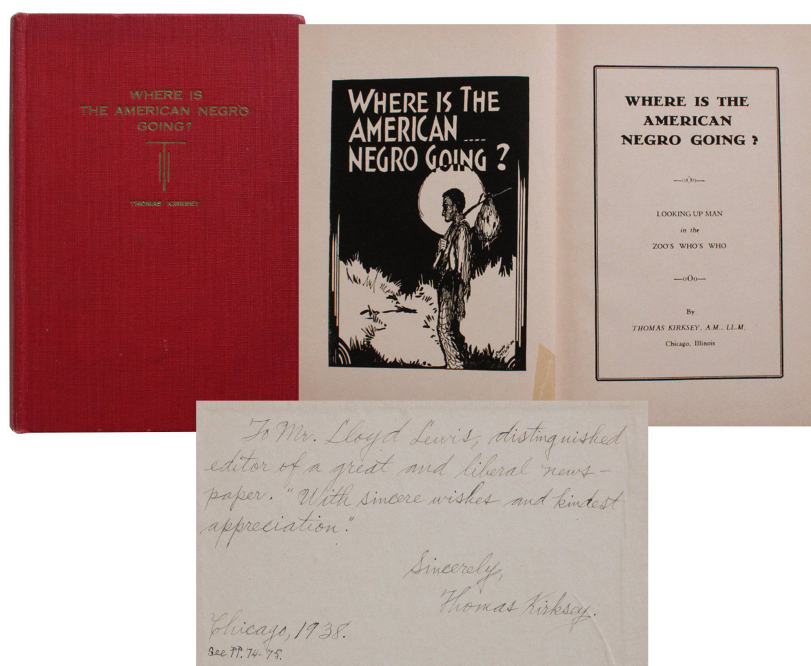 WHERE IS
THE AMERICAN NEGRO
GOING?
THOMAS KIRKSEY
WHERE IS THE
AMERICAN ....
NEGRO GOING?
WHERE IS THE
AMERICAN
NEGRO GOING?
LOOKING UP MAN
in the
ZOO'S WHO'S WHO
By
THOMAS KIRKSEY, A.M., LL.M.
Chicago, Illinois
To Mr. Lloyd Lewis, distinguished
editor of a great and liberal news-
paper. "With sincere wishes and kindest
appreciation."
Sincerely,
Thomas Kirksey.
Chicago, 1938.
See PP. 74-75.